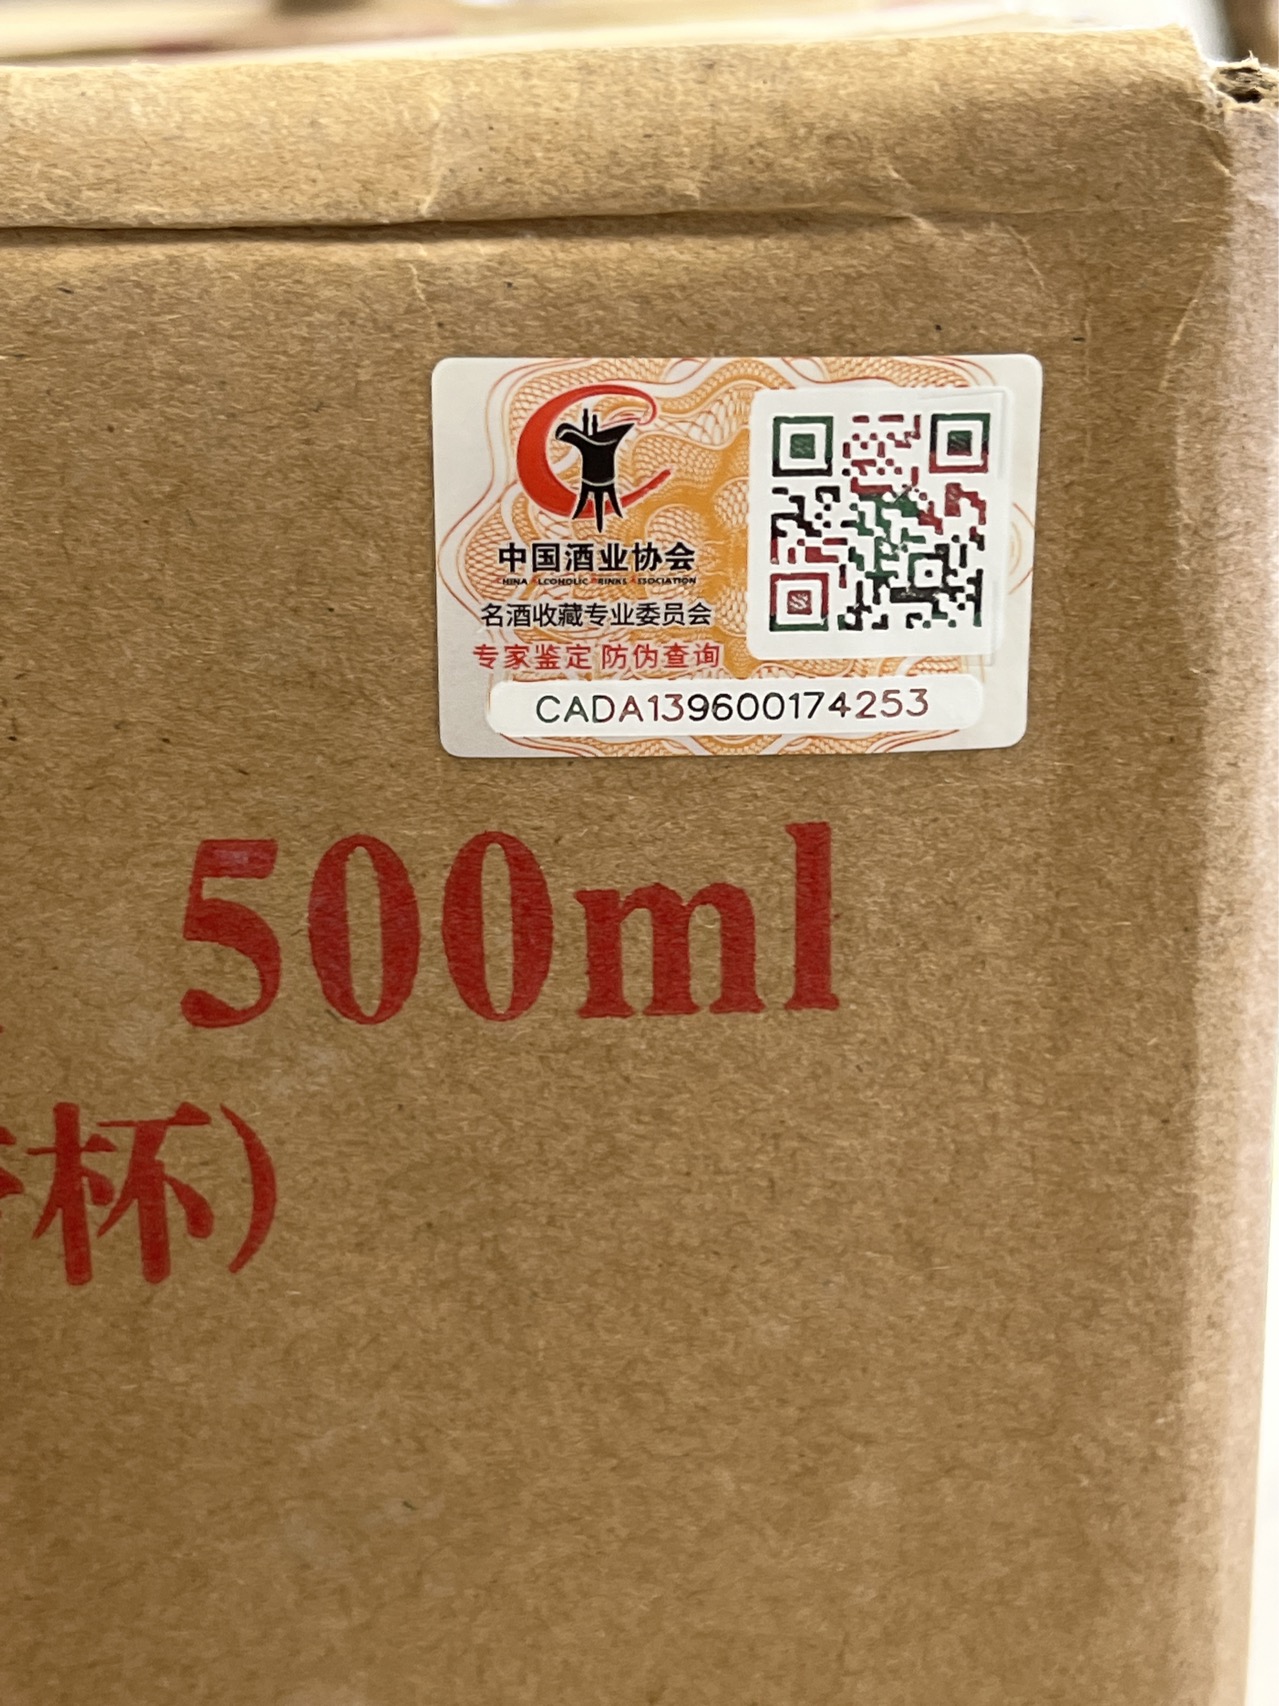 中国酒业协会
CHINA ALCOHOLIC DRINKS ASSOCIATION
名酒收藏专业委员会
专家鉴定 防伪查询
CADA139600174253
500ml
杯）